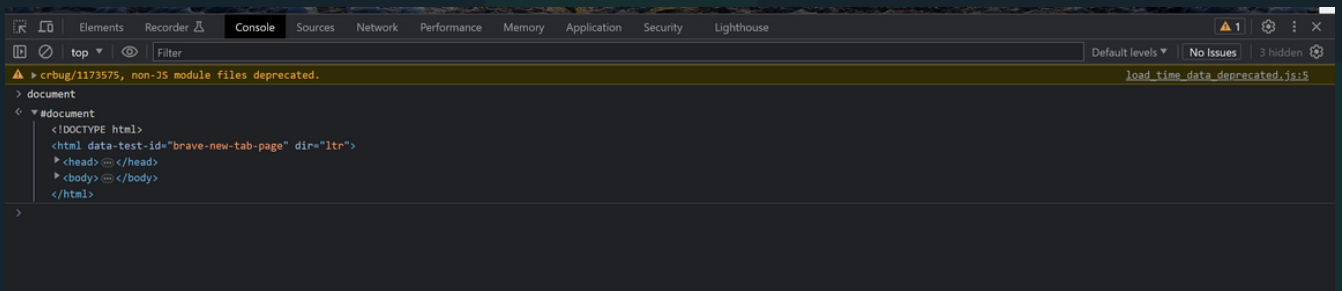 Elements Recorder Console Sources Network Performance Memory Application Security Lighthouse 1
top Filter Default levels No Issues 3 hidden
crbug/1173575, non-JS module files deprecated. load_time_data_deprecated.js:5
> document
#document
<!DOCTYPE html>
<html data-test-id="brave-new-tab-page" dir="ltr">
<head>…</head>
<body>…</body>
</html>
>